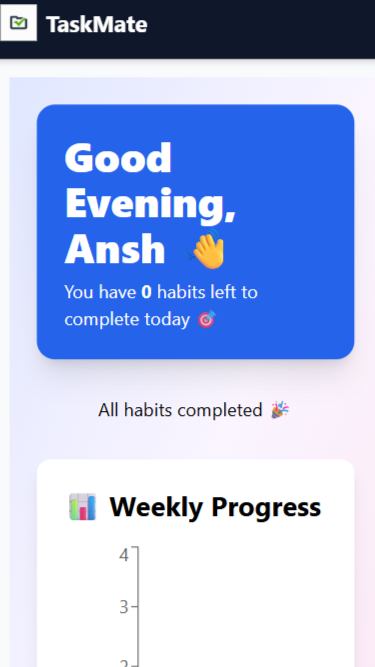 TaskMate
Good
Evening,
Ansh 👋
You have 0 habits left to
complete today 🎯
All habits completed 🎉
📊 Weekly Progress
4
3
2